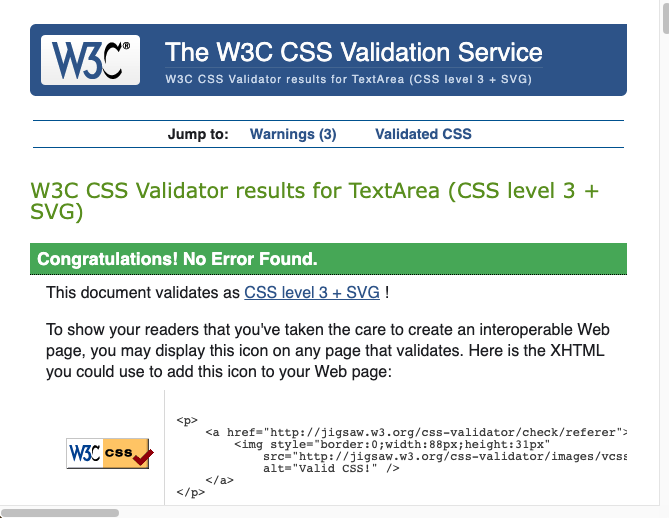 W3C® The W3C CSS Validation Service
W3C CSS Validator results for TextArea (CSS level 3 + SVG)
Jump to: Warnings (3) Validated CSS
W3C CSS Validator results for TextArea (CSS level 3 +
SVG)
Congratulations! No Error Found.
This document validates as CSS level 3 + SVG !
To show your readers that you've taken the care to create an interoperable Web
page, you may display this icon on any page that validates. Here is the XHTML
you could use to add this icon to your Web page:
W3C css
<p>
    <a href="http://jigsaw.w3.org/css-validator/check/referer">
        <img style="border:0;width:88px;height:31px"
            src="http://jigsaw.w3.org/css-validator/images/vcss
            alt="Valid CSS!" />
    </a>
</p>